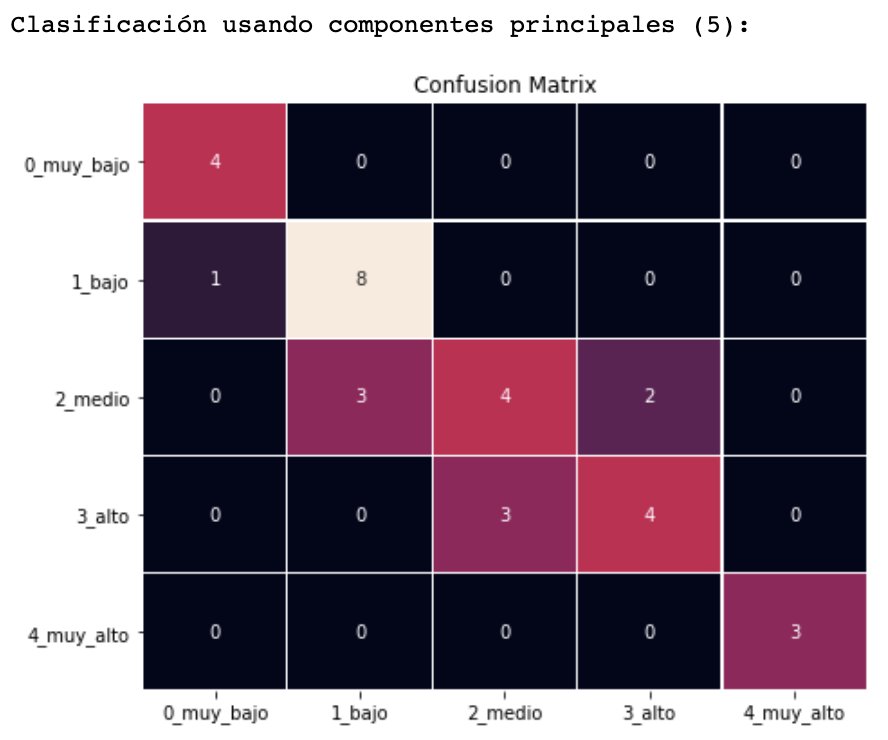 Clasificación usando componentes principales (5):
Confusion Matrix
0_muy_bajo 4 0 0 0 0
1_bajo 1 8 0 0 0
2_medio 0 3 4 2 0
3_alto 0 0 3 4 0
4_muy_alto 0 0 0 0 3
0_muy_bajo 1_bajo 2_medio 3_alto 4_muy_alto